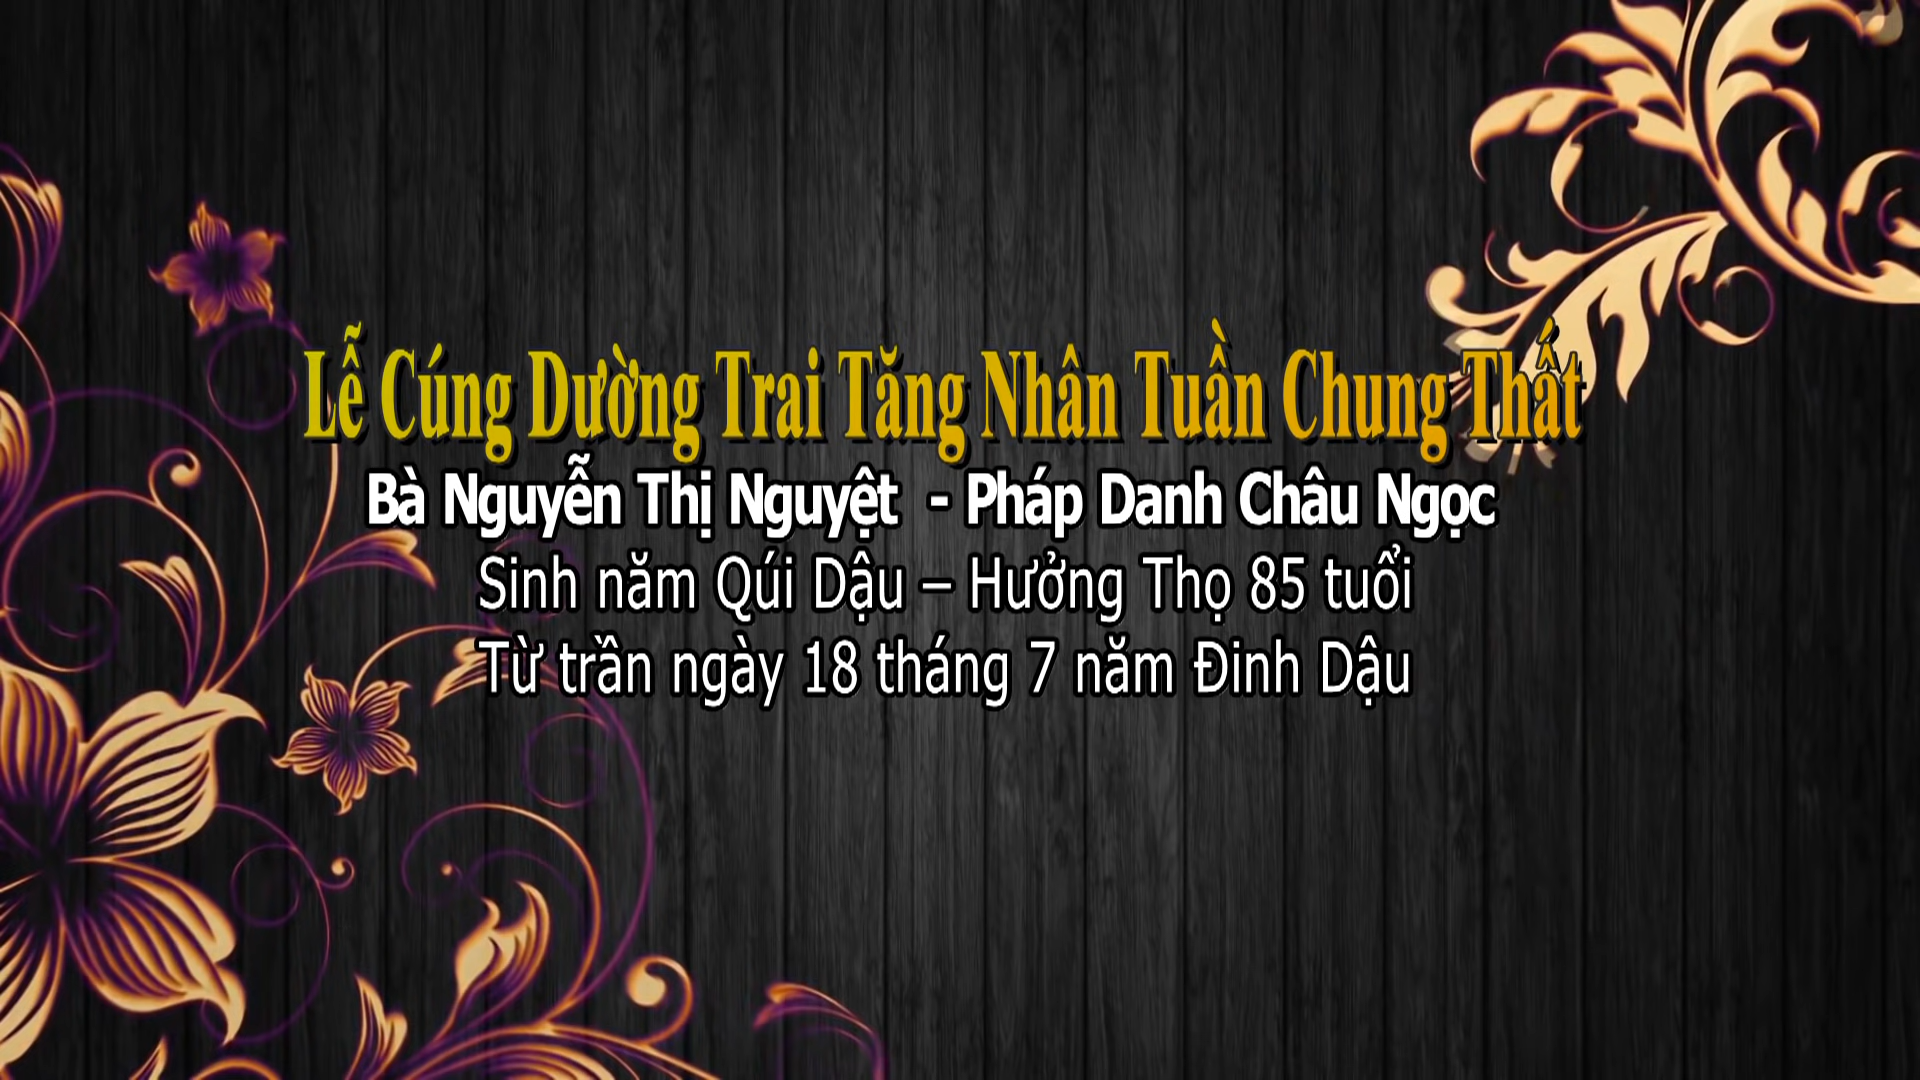 Lễ Cúng Dường Trai Tăng Nhân Tuần Chung Thất
Bà Nguyễn Thị Nguyệt - Pháp Danh Châu Ngọc
Sinh năm Qúi Dậu – Hưởng Thọ 85 tuổi
Từ trần ngày 18 tháng 7 năm Đinh Dậu